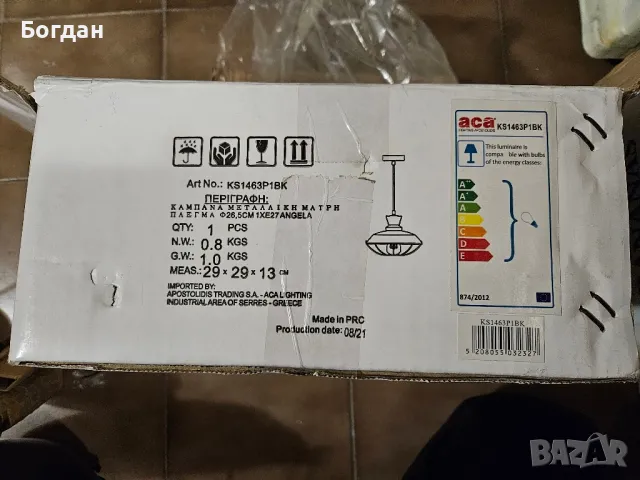 Богдан
Art No.: KS1463P1BK
ΠΕΡΙΓΡΑΦΗ:
ΚΑΜΠΑΝΑ ΜΕΤΑΛΛΙΚΗ ΜΑΥΡΗ
ΠΛΕΓΜΑ Φ26,5CM 1XE27 ANGELA
QTY: 1 PCS
N.W.: 0.8 KGS
G.W.: 1.0 KGS
MEAS.: 29 x 29 x 13 CM
IMPORTED BY:
APOSTOLIDIS TRADING S.A. - ACA LIGHTING
INDUSTRIAL AREA OF SERRES - GREECE
Made in PRC
Production date: 08/21
aca KS1463P1BK
This luminaire is
compa ble with bulbs
of the energy classes:
A++
A+
A
B
C
D
E
874/2012
KS1463P1BK
5 208055 032327
BAZAR